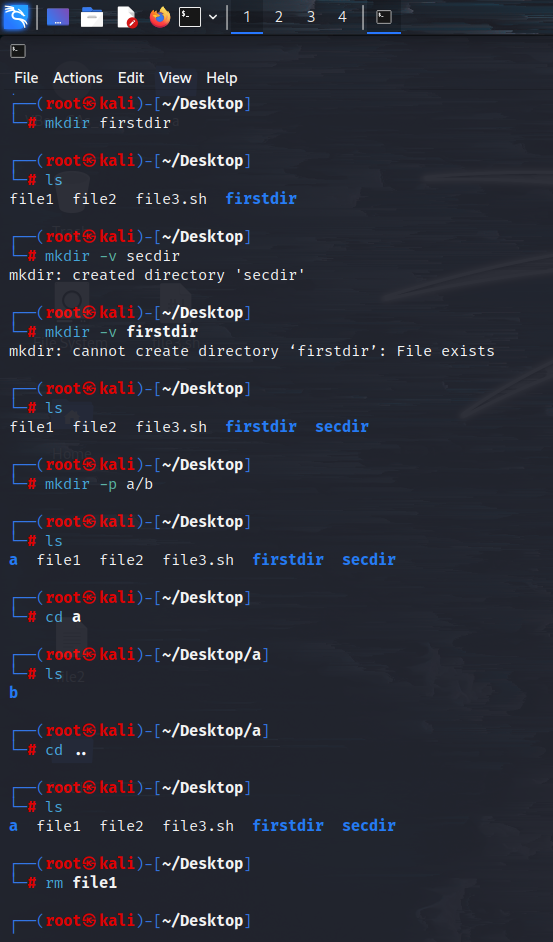 1 2 3 4
File Actions Edit View Help
┌──(root㉿kali)-[~/Desktop]
└─# mkdir firstdir
┌──(root㉿kali)-[~/Desktop]
└─# ls
file1 file2 file3.sh firstdir
┌──(root㉿kali)-[~/Desktop]
└─# mkdir -v secdir
mkdir: created directory 'secdir'
┌──(root㉿kali)-[~/Desktop]
└─# mkdir -v firstdir
mkdir: cannot create directory ‘firstdir’: File exists
┌──(root㉿kali)-[~/Desktop]
└─# ls
file1 file2 file3.sh firstdir secdir
┌──(root㉿kali)-[~/Desktop]
└─# mkdir -p a/b
┌──(root㉿kali)-[~/Desktop]
└─# ls
a file1 file2 file3.sh firstdir secdir
┌──(root㉿kali)-[~/Desktop]
└─# cd a
┌──(root㉿kali)-[~/Desktop/a]
└─# ls
b
┌──(root㉿kali)-[~/Desktop/a]
└─# cd ..
┌──(root㉿kali)-[~/Desktop]
└─# ls
a file1 file2 file3.sh firstdir secdir
┌──(root㉿kali)-[~/Desktop]
└─# rm file1
┌──(root㉿kali)-[~/Desktop]